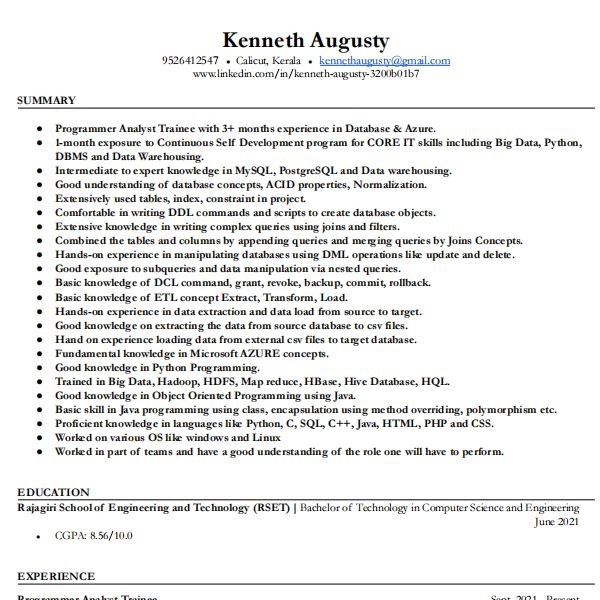 Kenneth Augusty
9526412547 • Calicut, Kerala • kennethaugusty@gmail.com
www.linkedin.com/in/kenneth-augusty-3200b01b7
SUMMARY
● Programmer Analyst Trainee with 3+ months experience in Database & Azure.
● 1-month exposure to Continuous Self Development program for CORE IT skills including Big Data, Python,
DBMS and Data Warehousing.
● Intermediate to expert knowledge in MySQL, PostgreSQL and Data warehousing.
● Good understanding of database concepts, ACID properties, Normalization.
● Extensively used tables, index, constraint in project.
● Comfortable in writing DDL commands and scripts to create database objects.
● Extensive knowledge in writing complex queries using joins and filters.
● Combined the tables and columns by appending queries and merging queries by Joins Concepts.
● Hands-on experience in manipulating databases using DML operations like update and delete.
● Good exposure to subqueries and data manipulation via nested queries.
● Basic knowledge of DCL command, grant, revoke, backup, commit, rollback.
● Basic knowledge of ETL concept Extract, Transform, Load.
● Hands-on experience in data extraction and data load from source to target.
● Good knowledge on extracting the data from source database to csv files.
● Hand on experience loading data from external csv files to target database.
● Fundamental knowledge in Microsoft AZURE concepts.
● Good knowledge in Python Programming.
● Trained in Big Data, Hadoop, HDFS, Map reduce, HBase, Hive Database, HQL.
● Good knowledge in Object Oriented Programming using Java.
● Basic skill in Java programming using class, encapsulation using method overriding, polymorphism etc.
● Proficient knowledge in languages like Python, C, SQL, C++, Java, HTML, PHP and CSS.
● Worked on various OS like windows and Linux
● Worked in part of teams and have a good understanding of the role one will have to perform.
EDUCATION
Rajagiri School of Engineering and Technology (RSET) | Bachelor of Technology in Computer Science and Engineering
June 2021
• CGPA: 8.56/10.0
EXPERIENCE
Programmer Analyst Trainee Sept. 2021 - Present